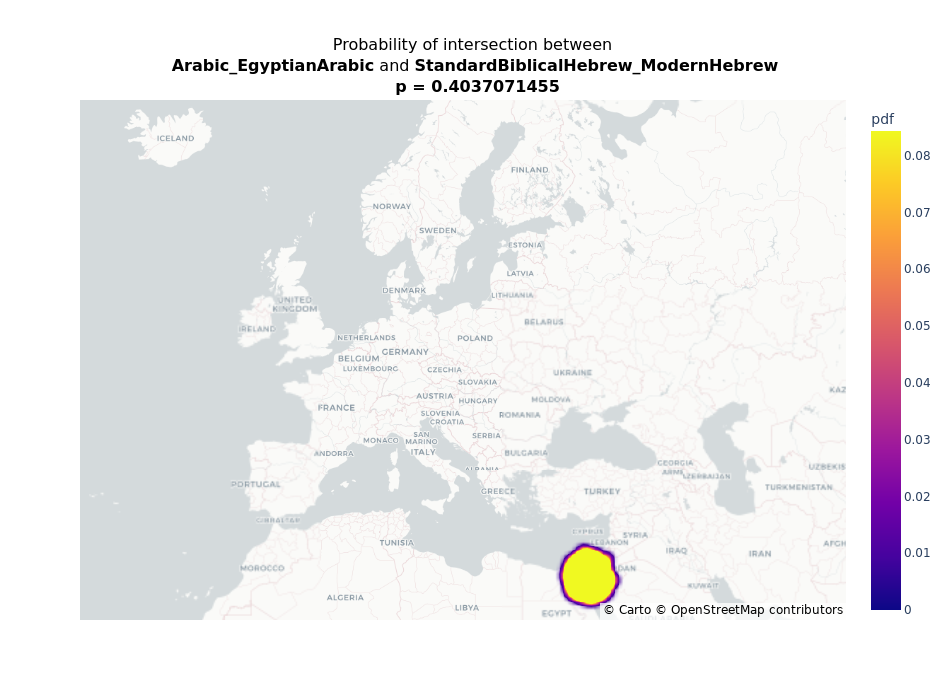 Probability of intersection between
Arabic_EgyptianArabic and StandardBiblicalHebrew_ModernHebrew
p = 0.4037071455
pdf
ICELAND
0.08
FINLAND
NORWAY
0.07
SWEDEN
ESTONIA
LATVIA
0.06
DENMARK
LITHUANIA
UNITED
KINGDOM
BELARUS
IRELAND
0.05
NETHERLANDS
POLAND
GERMANY
BELGIUM
LUXEMBOURG
CZECHIA
UKRAINE
0.04
SLOVAKIA
KAZ
AUSTRIA
HUNGARY
MOLDOVA
FRANCE
SLOVENIA
ROMANIA
CROATIA
SAN
MARINO
SERBIA
MONACO
0.03
ANDORRA
ITALY
BULGARIA
GEORGIA
ALBANIA
ARME
AZERBAIJAN
UZBEKIS
PORTUGAL
GREECE
TURKEY
TURKMENISTAN
0.02
GIBRALTAR
CYPRUS
SYRIA
TUNISIA
LEBANON
AFGH
IRAQ
IRAN
0.01
MOROCCO
DAN
KUWAIT
ALGERIA
LIBYA
EGYPT
© Carto © OpenStreetMap contributors
0